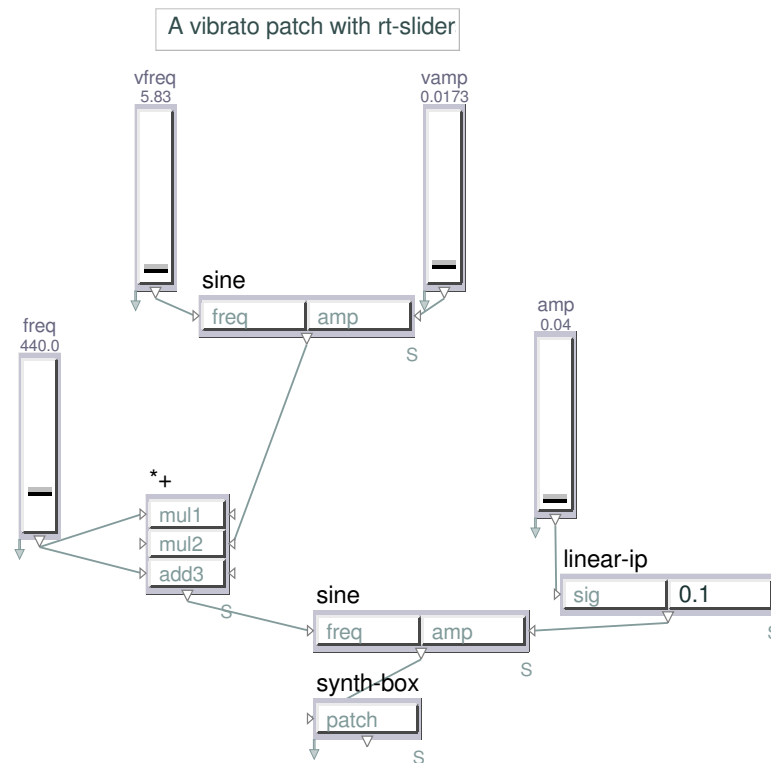 A vibrato patch with rt-slider
vfreq
5.83
vamp
0.0173
sine
freq amp
S
amp
0.04
freq
440.0
*+
mul1
mul2
add3
S
linear-ip
sig 0.1
S
sine
freq amp
S
synth-box
patch
S